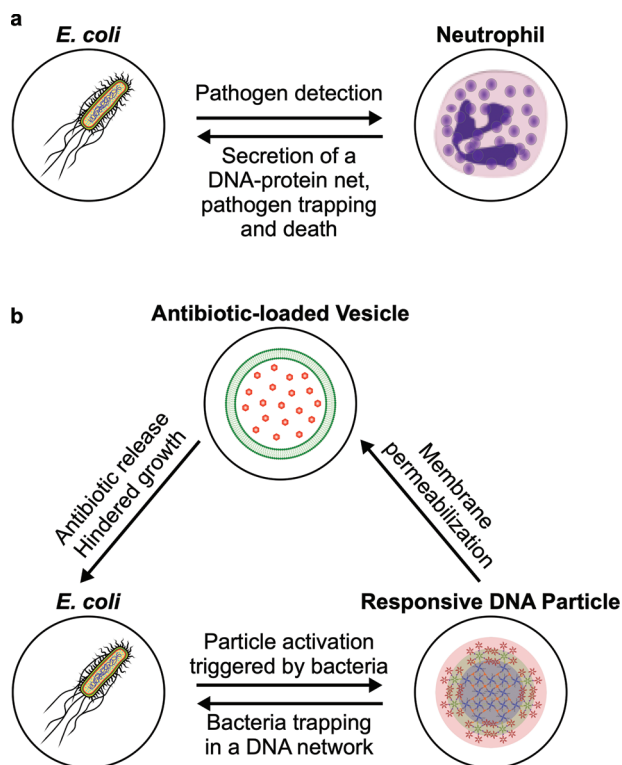 a
E. coli
Neutrophil
Pathogen detection
Secretion of a
DNA-protein net,
pathogen trapping
and death
b
Antibiotic-loaded Vesicle
Antibiotic release
Hindered growth
Membrane
permeabilization
E. coli
Responsive DNA Particle
Particle activation
triggered by bacteria
Bacteria trapping
in a DNA network